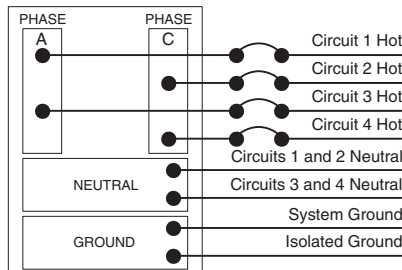 PHASE PHASE
A C
Circuit 1 Hot
Circuit 2 Hot
Circuit 3 Hot
Circuit 4 Hot
Circuits 1 and 2 Neutral
NEUTRAL
Circuits 3 and 4 Neutral
System Ground
GROUND
Isolated Ground